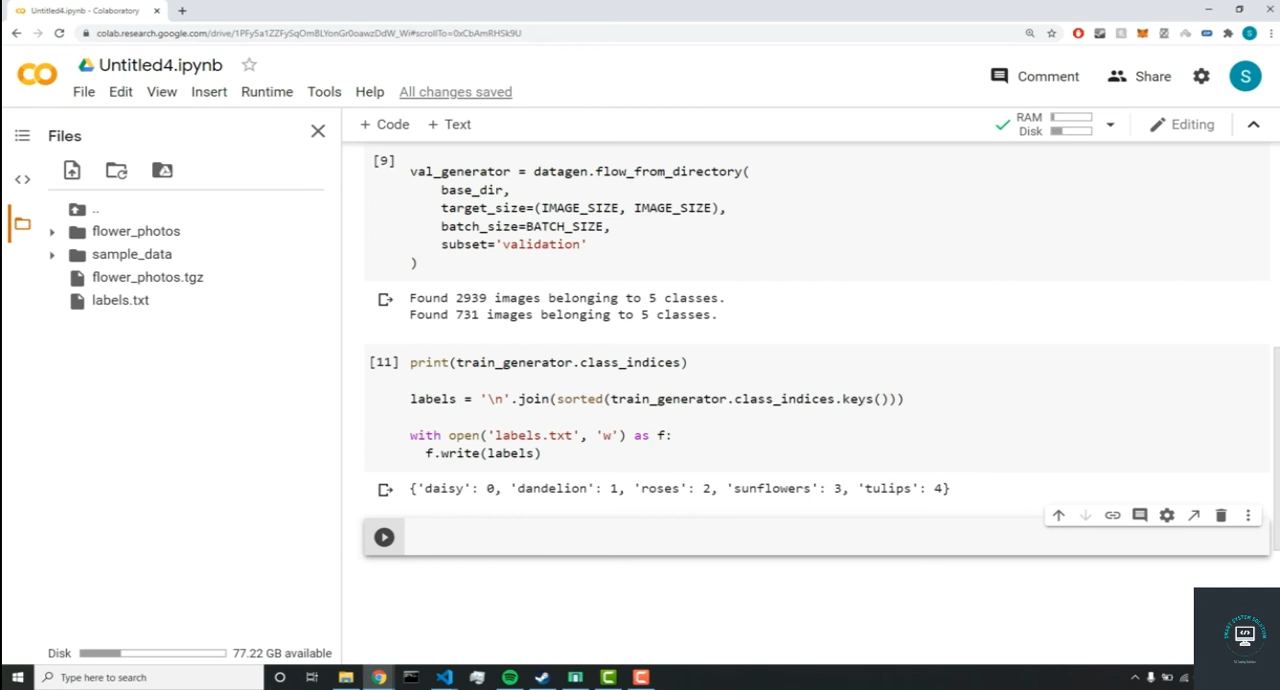 Untitled4.ipynb - Colaboratory
colab.research.google.com/drive/1PFy5a1ZZFySqOmBLYonGr0oawzDdW_Wi#scrollTo=0xCbAmRHSk9U
Untitled4.ipynb
Comment
Share
S
File Edit View Insert Runtime Tools Help All changes saved
Files
+ Code + Text
RAM
Disk
Editing
..
flower_photos
sample_data
flower_photos.tgz
labels.txt
[9]
val_generator = datagen.flow_from_directory(
base_dir,
target_size=(IMAGE_SIZE, IMAGE_SIZE),
batch_size=BATCH_SIZE,
subset='validation'
)
Found 2939 images belonging to 5 classes.
Found 731 images belonging to 5 classes.
[11] print(train_generator.class_indices)
labels = '\n'.join(sorted(train_generator.class_indices.keys()))
with open('labels.txt', 'w') as f:
f.write(labels)
{'daisy': 0, 'dandelion': 1, 'roses': 2, 'sunflowers': 3, 'tulips': 4}
SMART SYSTEM SOLUTION
Disk 77.22 GB available
Type here to search